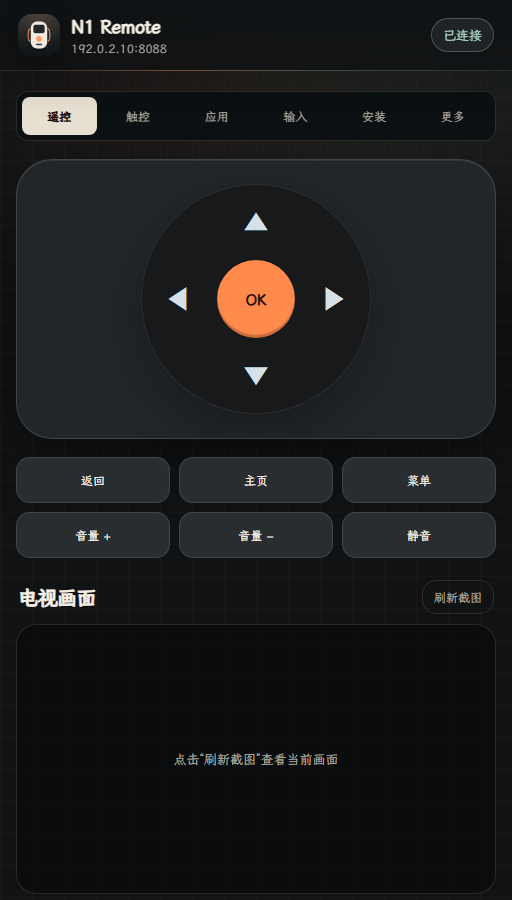 N1 Remote
192.0.2.10:8088
已连接
遥控
触控
应用
输入
安装
更多
OK
返回
主页
菜单
音量 +
音量 −
静音
电视画面
刷新截图
点击“刷新截图”查看当前画面